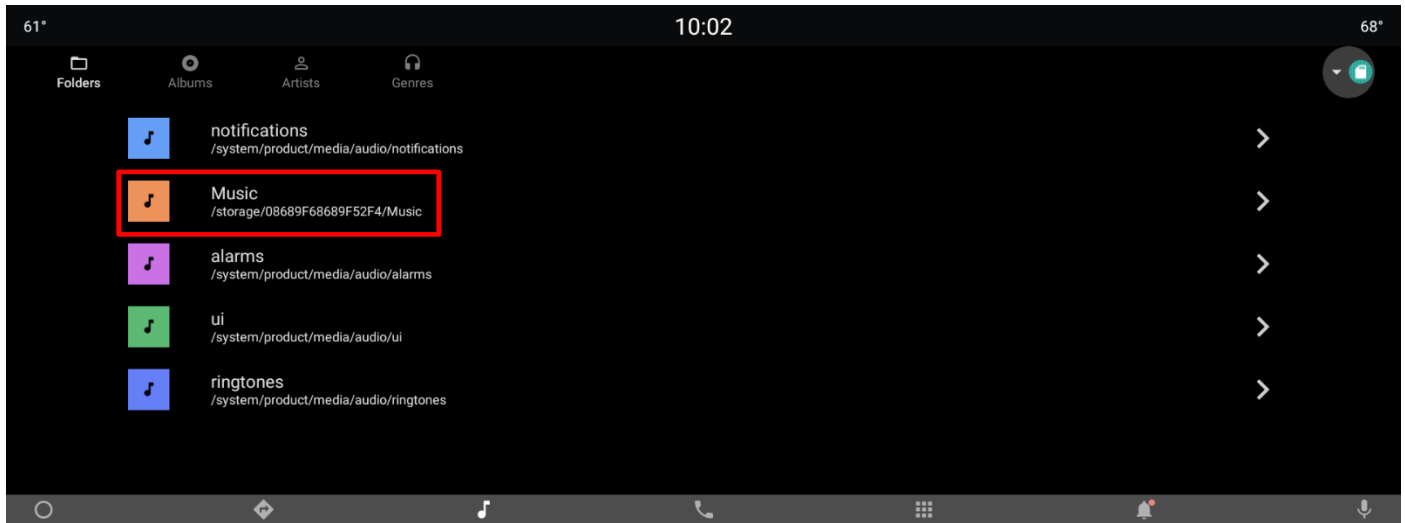 61° 10:02 68°
Folders Albums Artists Genres
notifications
/system/product/media/audio/notifications
Music
/storage/08689F68689F52F4/Music
alarms
/system/product/media/audio/alarms
ui
/system/product/media/audio/ui
ringtones
/system/product/media/audio/ringtones